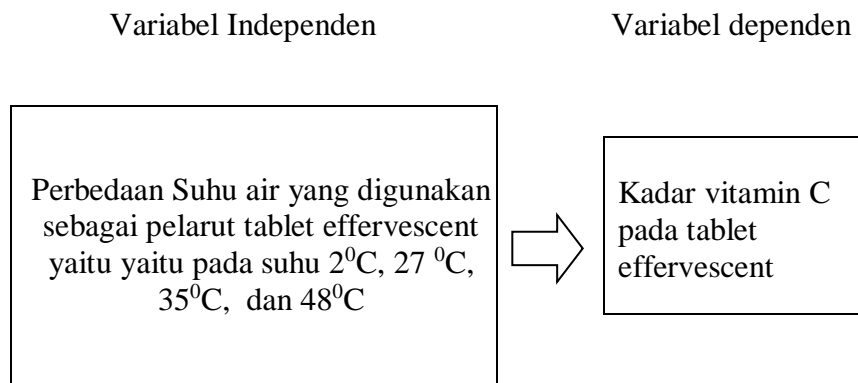 Variabel Independen
Variabel dependen
Perbedaan Suhu air yang digunakan
sebagai pelarut tablet effervescent
yaitu yaitu pada suhu 2⁰C, 27 ⁰C,
35⁰C, dan 48⁰C
Kadar vitamin C
pada tablet
effervescent